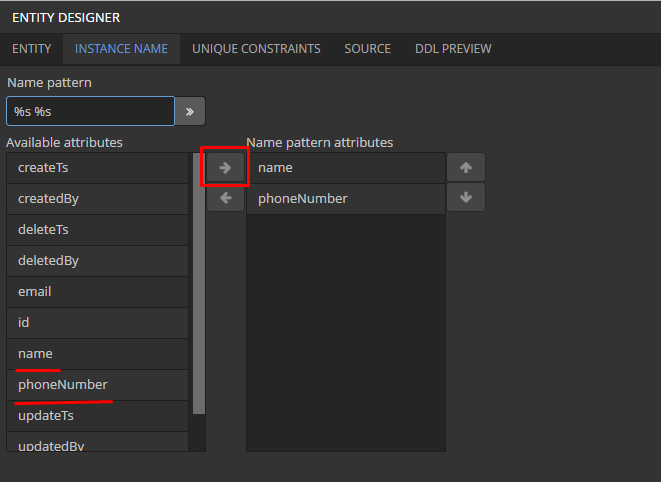 ENTITY DESIGNER
ENTITY INSTANCE NAME UNIQUE CONSTRAINTS SOURCE DDL PREVIEW
Name pattern
%s %s
Available attributes
createTs
createdBy
deleteTs
deletedBy
email
id
name
phoneNumber
updateTs
updatedBy
Name pattern attributes
name
phoneNumber